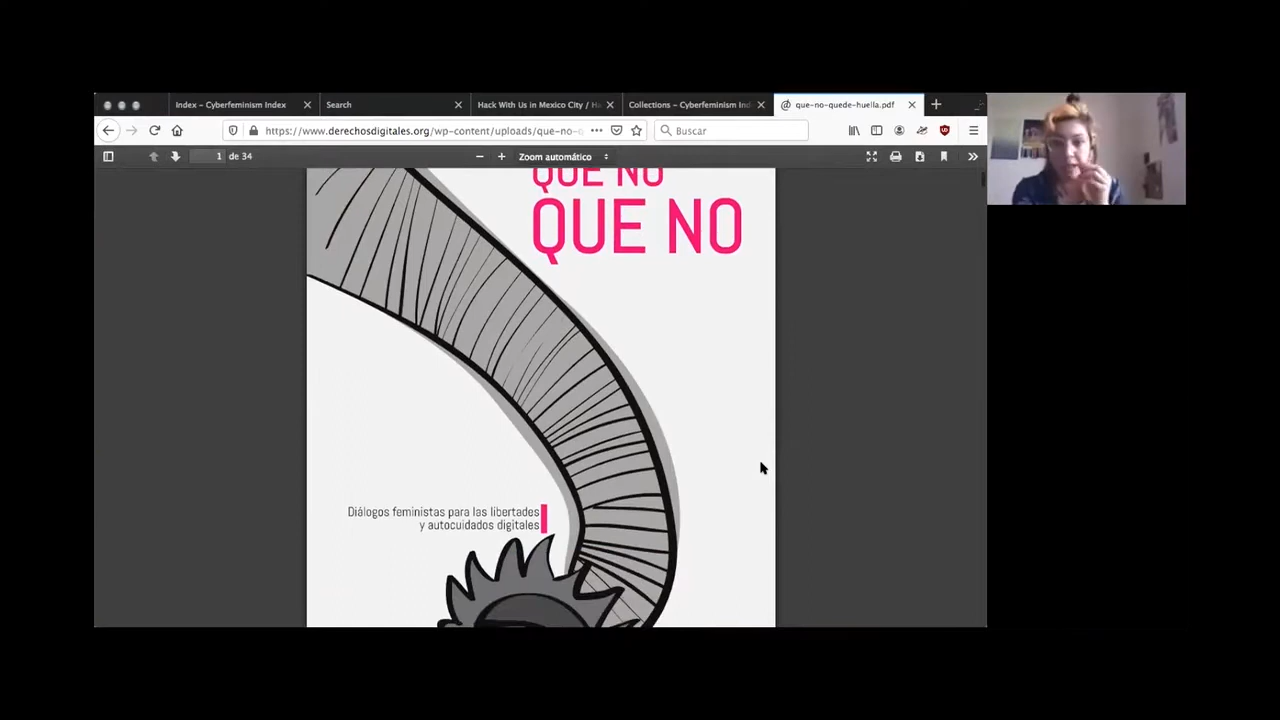 Index – Cyberfeminism Index
Search
Hack With Us in Mexico City / Ha
Collections – Cyberfeminism Ind
que-no-quede-huella.pdf
https://www.derechosdigitales.org/wp-content/uploads/que-no-q
Buscar
1 de 34
Zoom automático
QUE NO
QUE NO
Diálogos feministas para las libertades
y autocuidados digitales